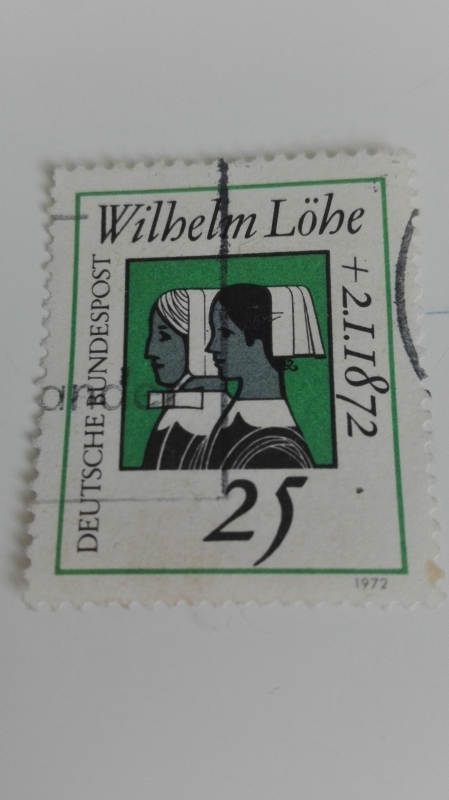 Wilhelm Löhe
+2.I.1872
DEUTSCHE BUNDESPOST
25
1972